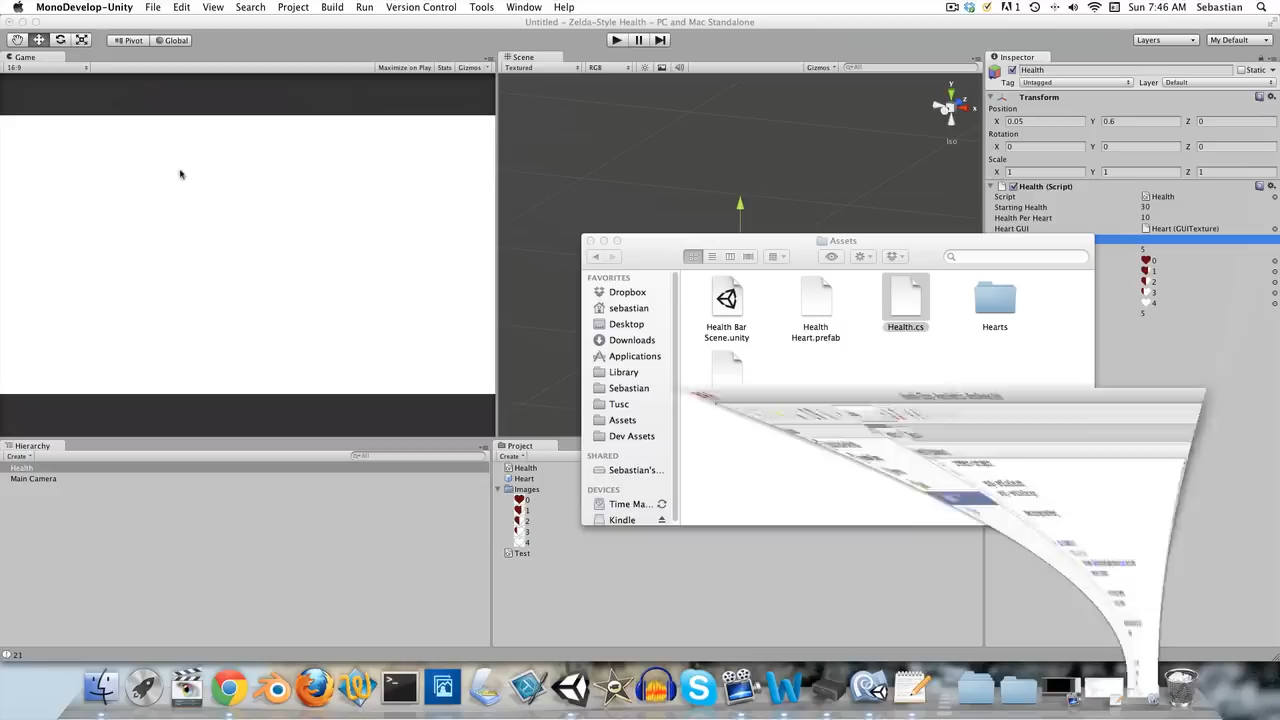 MonoDevelop-Unity File Edit View Search Project Build Run Version Control Tools Window Help 1 Sun 7:46 AM Sebastian
Untitled - Zelda-Style Health - PC and Mac Standalone
Pivot Global Layers My Default
Game Scene Inspector
16:9 Maximize on Play Stats Gizmos Textured RGB Gizmos All
Health Static
Tag Untagged Layer Default
Transform
Position
X 0.05 Y 0.6 Z 0
Rotation
X 0 Y 0 Z 0
Scale
X 1 Y 1 Z 1
Health (Script)
Script Health
Starting Health 30
Health Per Heart 10
Heart GUI Heart (GUITexture)
5
0
1
2
3
4
5
y
z
x
Iso
Assets
FAVORITES
Dropbox
sebastian
Desktop
Downloads
Applications
Library
Sebastian
Tusc
Assets
Dev Assets
SHARED
Sebastian's...
DEVICES
Time Ma...
Kindle
Health Bar Scene.unity
Health Heart.prefab
Health.cs
Hearts
Hierarchy
Create All
Health
Main Camera
Project
Create
Health
Heart
Images
0
1
2
3
4
Test
21